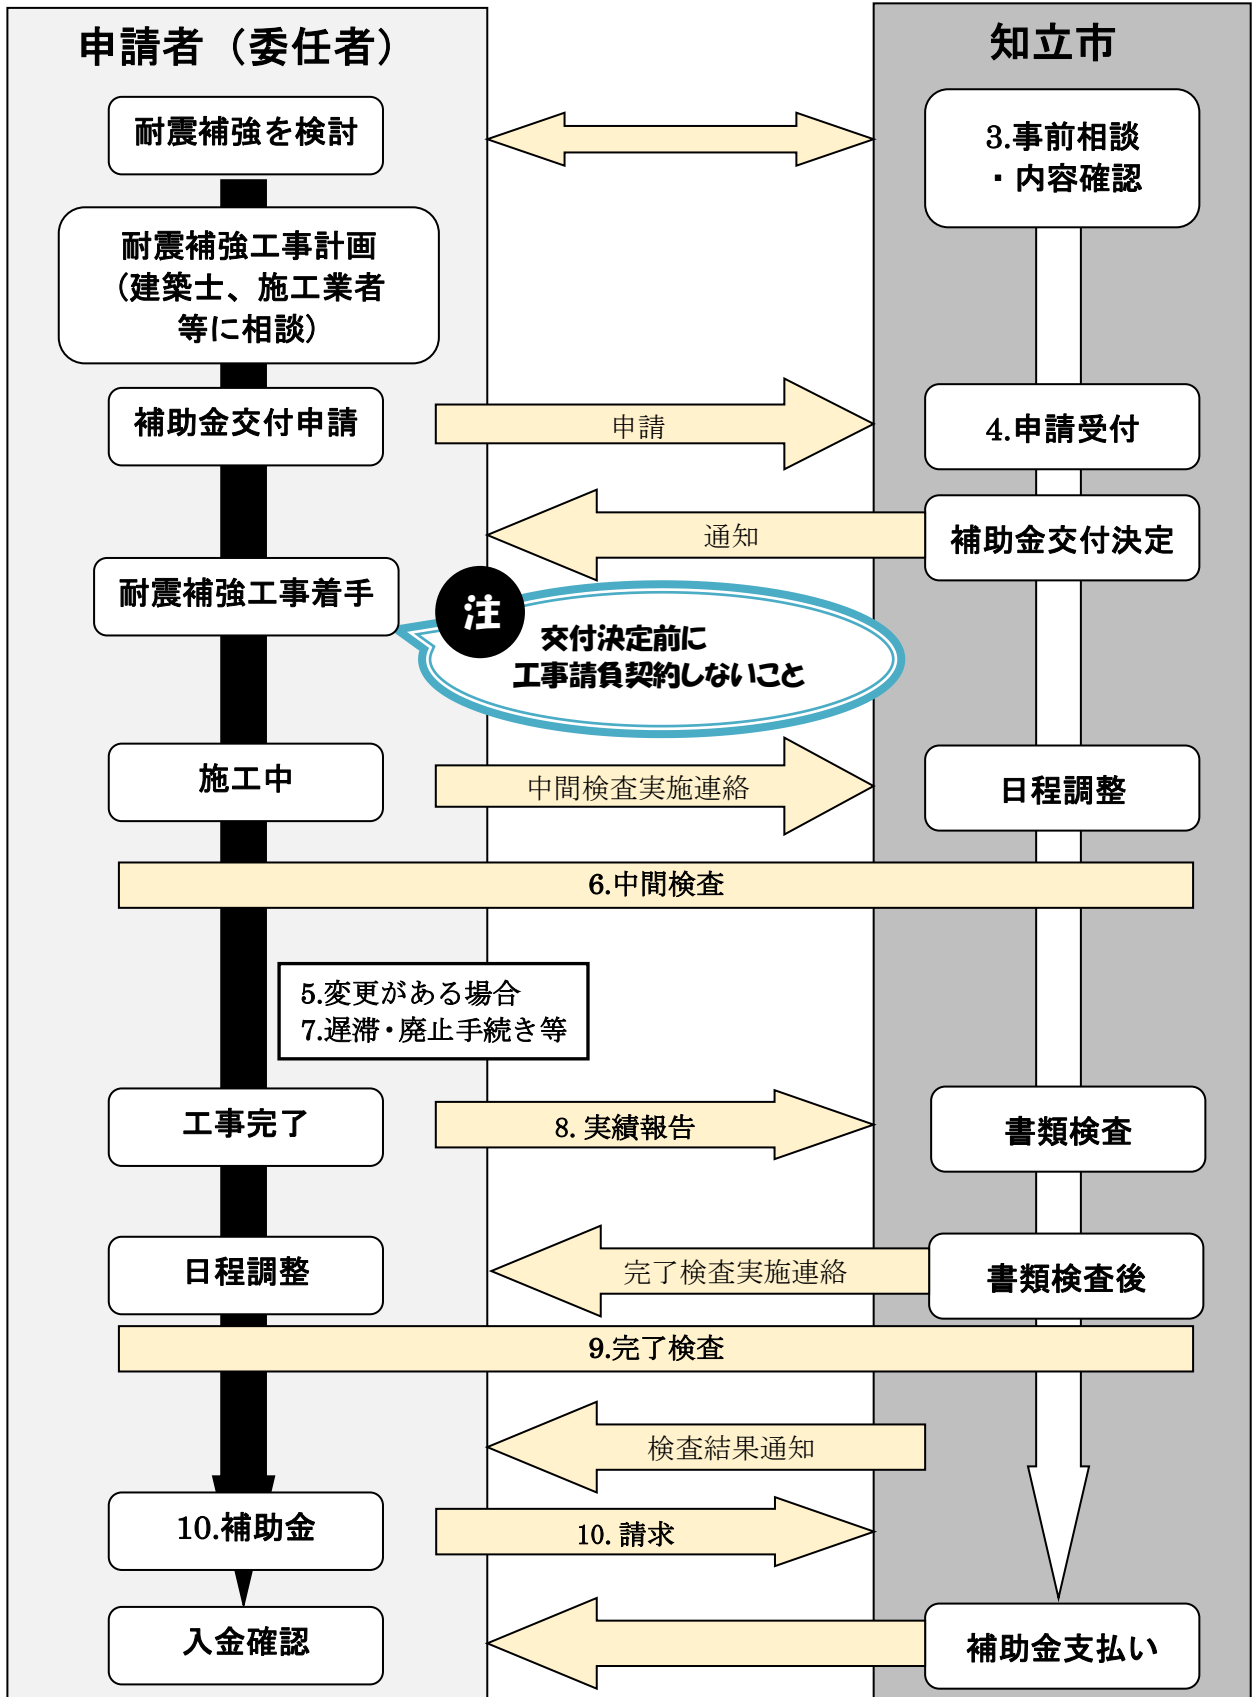 申請者（委任者）
知立市
耐震補強を検討
3.事前相談
・内容確認
耐震補強工事計画
(建築士、施工業者
等に相談)
補助金交付申請
申請
4.申請受付
通知
補助金交付決定
耐震補強工事着手
注
交付決定前に
工事請負契約しないこと
施工中
中間検査実施連絡
日程調整
6.中間検査
5.変更がある場合
7.遅滞・廃止手続き等
工事完了
8. 実績報告
書類検査
日程調整
完了検査実施連絡
書類検査後
9.完了検査
検査結果通知
10.補助金
10. 請求
入金確認
補助金支払い